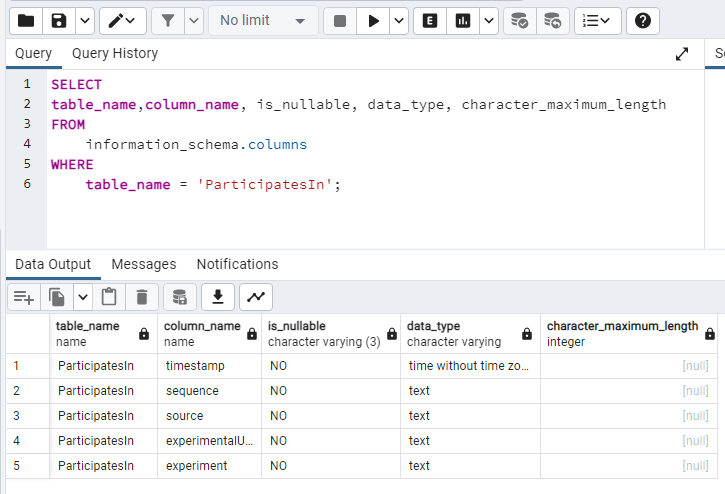 No limit
Query Query History
1 SELECT
2 table_name,column_name, is_nullable, data_type, character_maximum_length
3 FROM
4 information_schema.columns
5 WHERE
6 table_name = 'ParticipatesIn';
Data Output Messages Notifications
table_name column_name is_nullable data_type character_maximum_length
name name character varying (3) character varying integer
1 ParticipatesIn timestamp NO time without time zo... [null]
2 ParticipatesIn sequence NO text [null]
3 ParticipatesIn source NO text [null]
4 ParticipatesIn experimentalU... NO text [null]
5 ParticipatesIn experiment NO text [null]